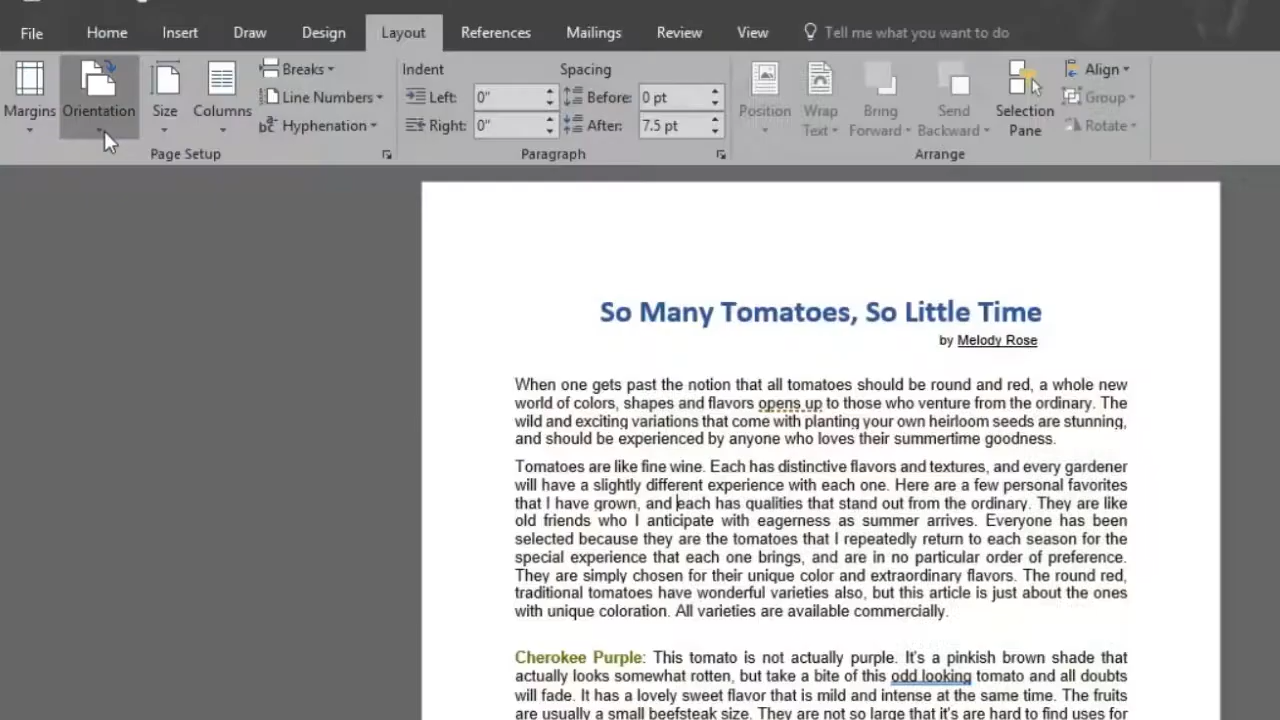 File Home Insert Draw Design Layout References Mailings Review View Tell me what you want to do
Margins Orientation Size Columns
Breaks
Line Numbers
Hyphenation
Page Setup
Indent
Left: 0"
Right: 0"
Spacing
Before: 0 pt
After: 7.5 pt
Paragraph
Position
Wrap Text
Bring Forward
Send Backward
Selection Pane
Align
Group
Rotate
Arrange
So Many Tomatoes, So Little Time
by Melody Rose
When one gets past the notion that all tomatoes should be round and red, a whole new
world of colors, shapes and flavors opens up to those who venture from the ordinary. The
wild and exciting variations that come with planting your own heirloom seeds are stunning,
and should be experienced by anyone who loves their summertime goodness.
Tomatoes are like fine wine. Each has distinctive flavors and textures, and every gardener
will have a slightly different experience with each one. Here are a few personal favorites
that I have grown, and each has qualities that stand out from the ordinary. They are like
old friends who I anticipate with eagerness as summer arrives. Everyone has been
selected because they are the tomatoes that I repeatedly return to each season for the
special experience that each one brings, and are in no particular order of preference.
They are simply chosen for their unique color and extraordinary flavors. The round red,
traditional tomatoes have wonderful varieties also, but this article is just about the ones
with unique coloration. All varieties are available commercially.
Cherokee Purple: This tomato is not actually purple. It's a pinkish brown shade that
actually looks somewhat rotten, but take a bite of this odd looking tomato and all doubts
will fade. It has a lovely sweet flavor that is mild and intense at the same time. The fruits
are usually a small beefsteak size. They are not so large that it's are hard to find uses for